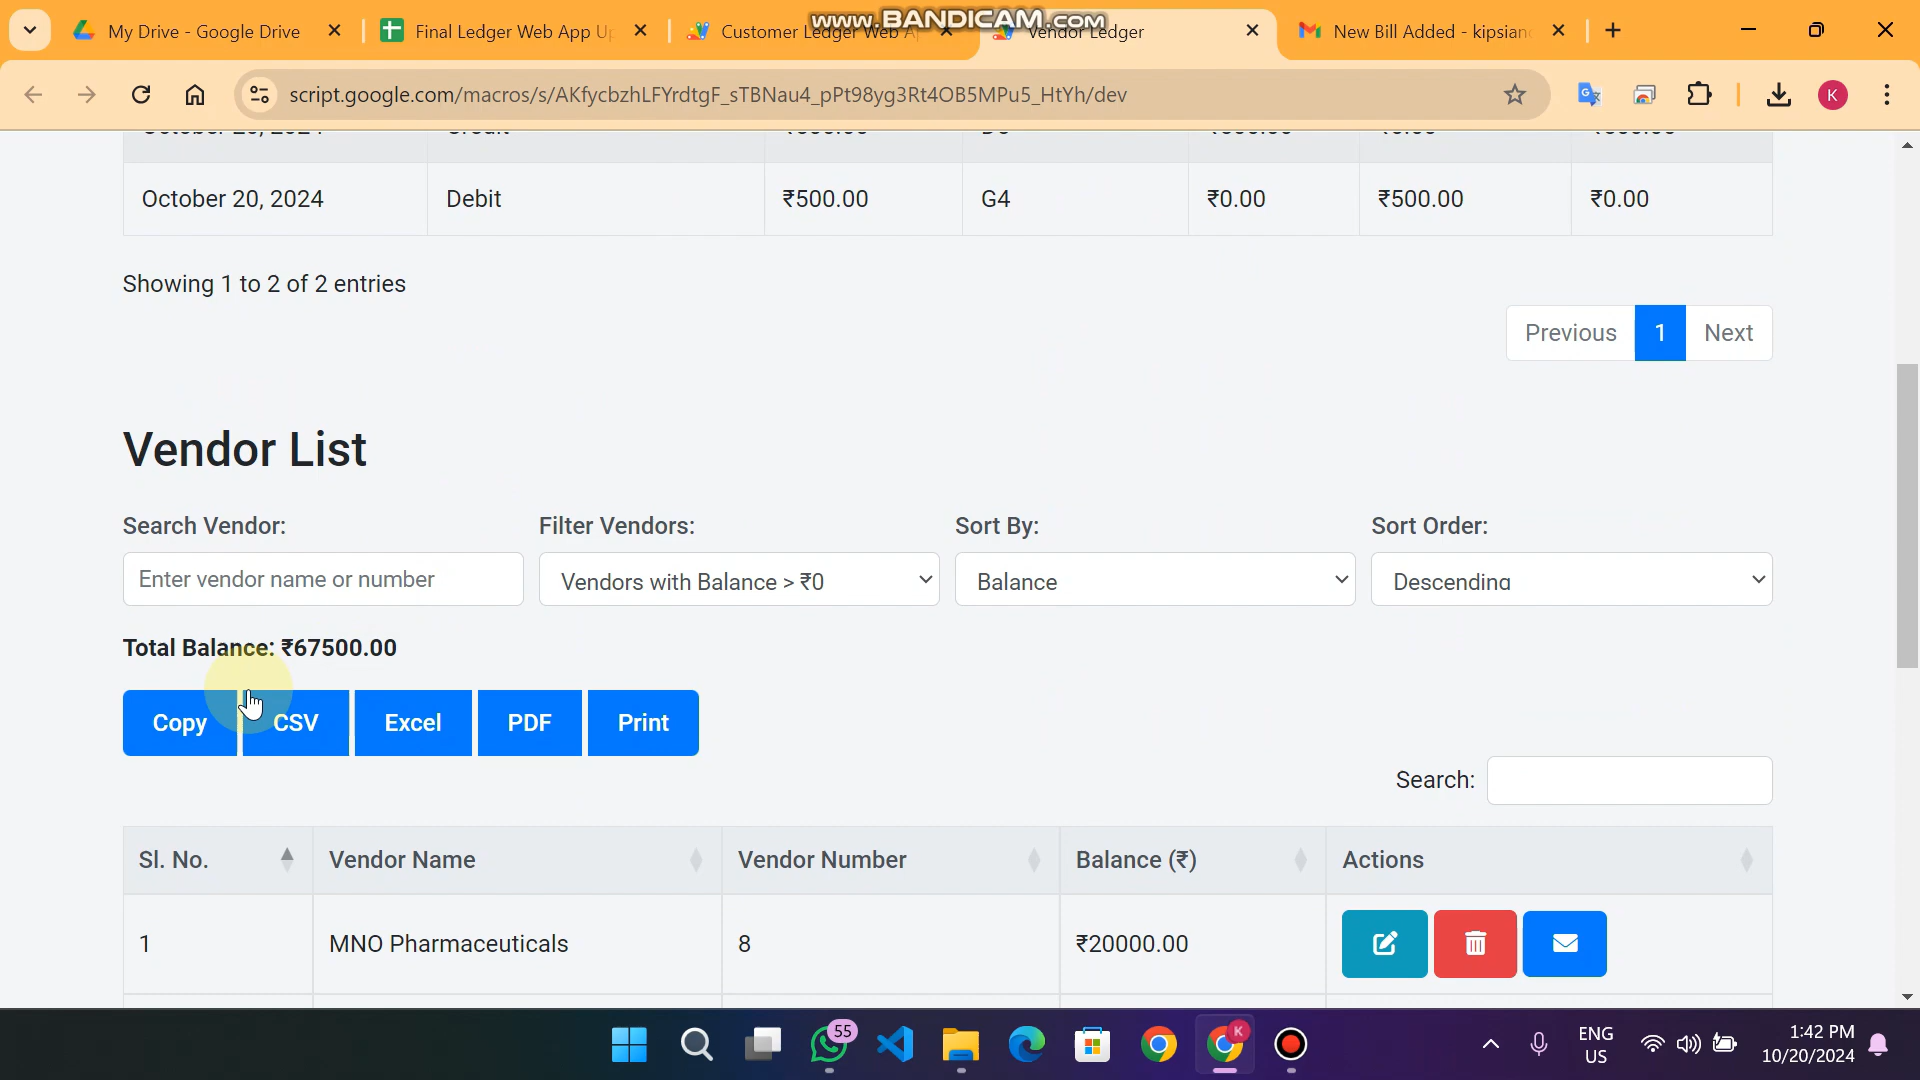 www.BANDICAM.com
My Drive - Google Drive
Final Ledger Web App Up
Customer Ledger Web A
Vendor Ledger
New Bill Added - kipsian
script.google.com/macros/s/AKfycbzhLFYrdtgF_sTBNau4_pPt98yg3Rt4OB5MPu5_HtYh/dev
K
October 20, 2024 Debit ₹500.00 G4 ₹0.00 ₹500.00 ₹0.00
Showing 1 to 2 of 2 entries
Previous 1 Next
Vendor List
Search Vendor: Filter Vendors: Sort By: Sort Order:
Enter vendor name or number Vendors with Balance > ₹0 Balance Descending
Total Balance: ₹67500.00
Copy CSV Excel PDF Print
Search:
Sl. No. Vendor Name Vendor Number Balance (₹) Actions
1 MNO Pharmaceuticals 8 ₹20000.00
55
K
ENG
US
1:42 PM
10/20/2024